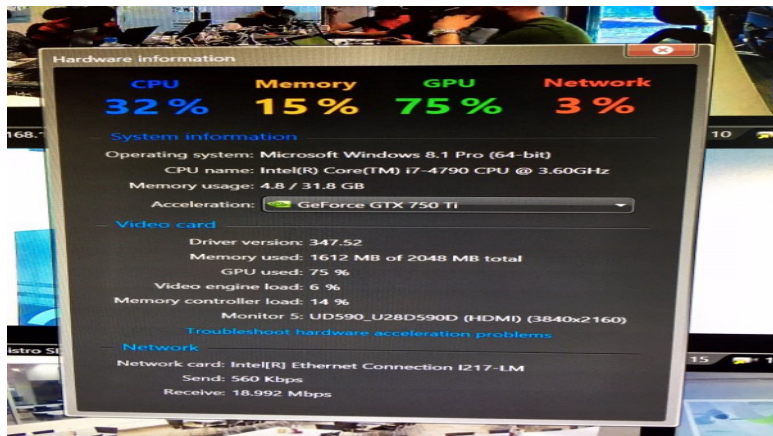 Hardware information
CPU Memory GPU Network
32 % 15 % 75 % 3 %
System information
Operating system: Microsoft Windows 8.1 Pro (64-bit)
CPU name: Intel(R) Core(TM) i7-4790 CPU @ 3.60GHz
Memory usage: 4.8 / 31.8 GB
Acceleration: GeForce GTX 750 Ti
Video card
Driver version: 347.52
Memory used: 1612 MB of 2048 MB total
GPU used: 75 %
Video engine load: 6 %
Memory controller load: 14 %
Monitor 5: UD590_U28D590D (HDMI) (3840x2160)
Troubleshoot hardware acceleration problems
Network
Network card: Intel[R] Ethernet Connection I217-LM
Send: 560 Kbps
Receive: 18.992 Mbps
168.
10
istro
15